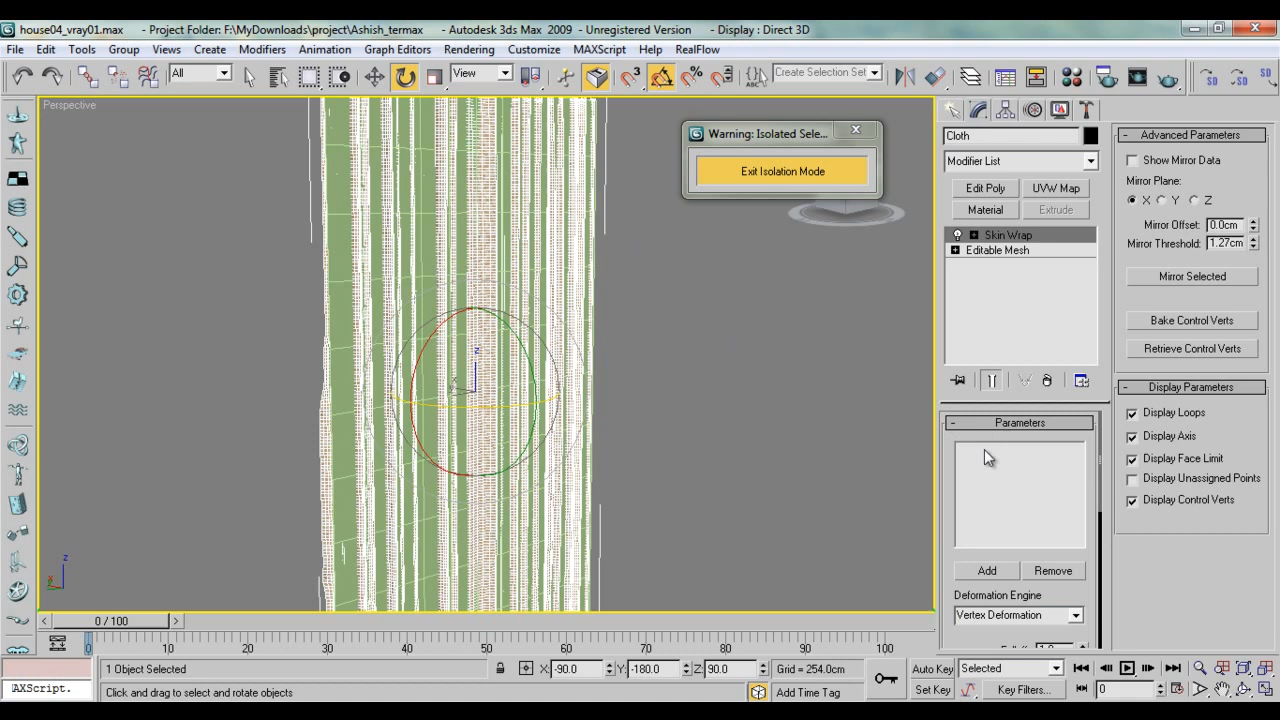 house04_vray01.max - Project Folder: F:\MyDownloads\project\Ashish_termax - Autodesk 3ds Max 2009 - Unregistered Version - Display : Direct 3D
File Edit Tools Group Views Create Modifiers Animation Graph Editors Rendering Customize MAXScript Help RealFlow
All View Create Selection Set
Perspective
Warning: Isolated Sele...
Exit Isolation Mode
Cloth
Modifier List
Edit Poly UVW Map
Material Extrude
Skin Wrap
Editable Mesh
Parameters
Add Remove
Deformation Engine
Vertex Deformation
Advanced Parameters
Show Mirror Data
Mirror Plane:
X Y Z
Mirror Offset: 0.0cm
Mirror Threshold: 1.27cm
Mirror Selected
Bake Control Verts
Retrieve Control Verts
Display Parameters
Display Loops
Display Axis
Display Face Limit
Display Unassigned Points
Display Control Verts
0 / 100
0 10 20 30 40 50 60 70 80 90 100
1 Object Selected X: -90.0 Y: -180.0 Z: 90.0 Grid = 254.0cm Auto Key Selected
AXScript. Click and drag to select and rotate objects Add Time Tag Set Key Key Filters... 0